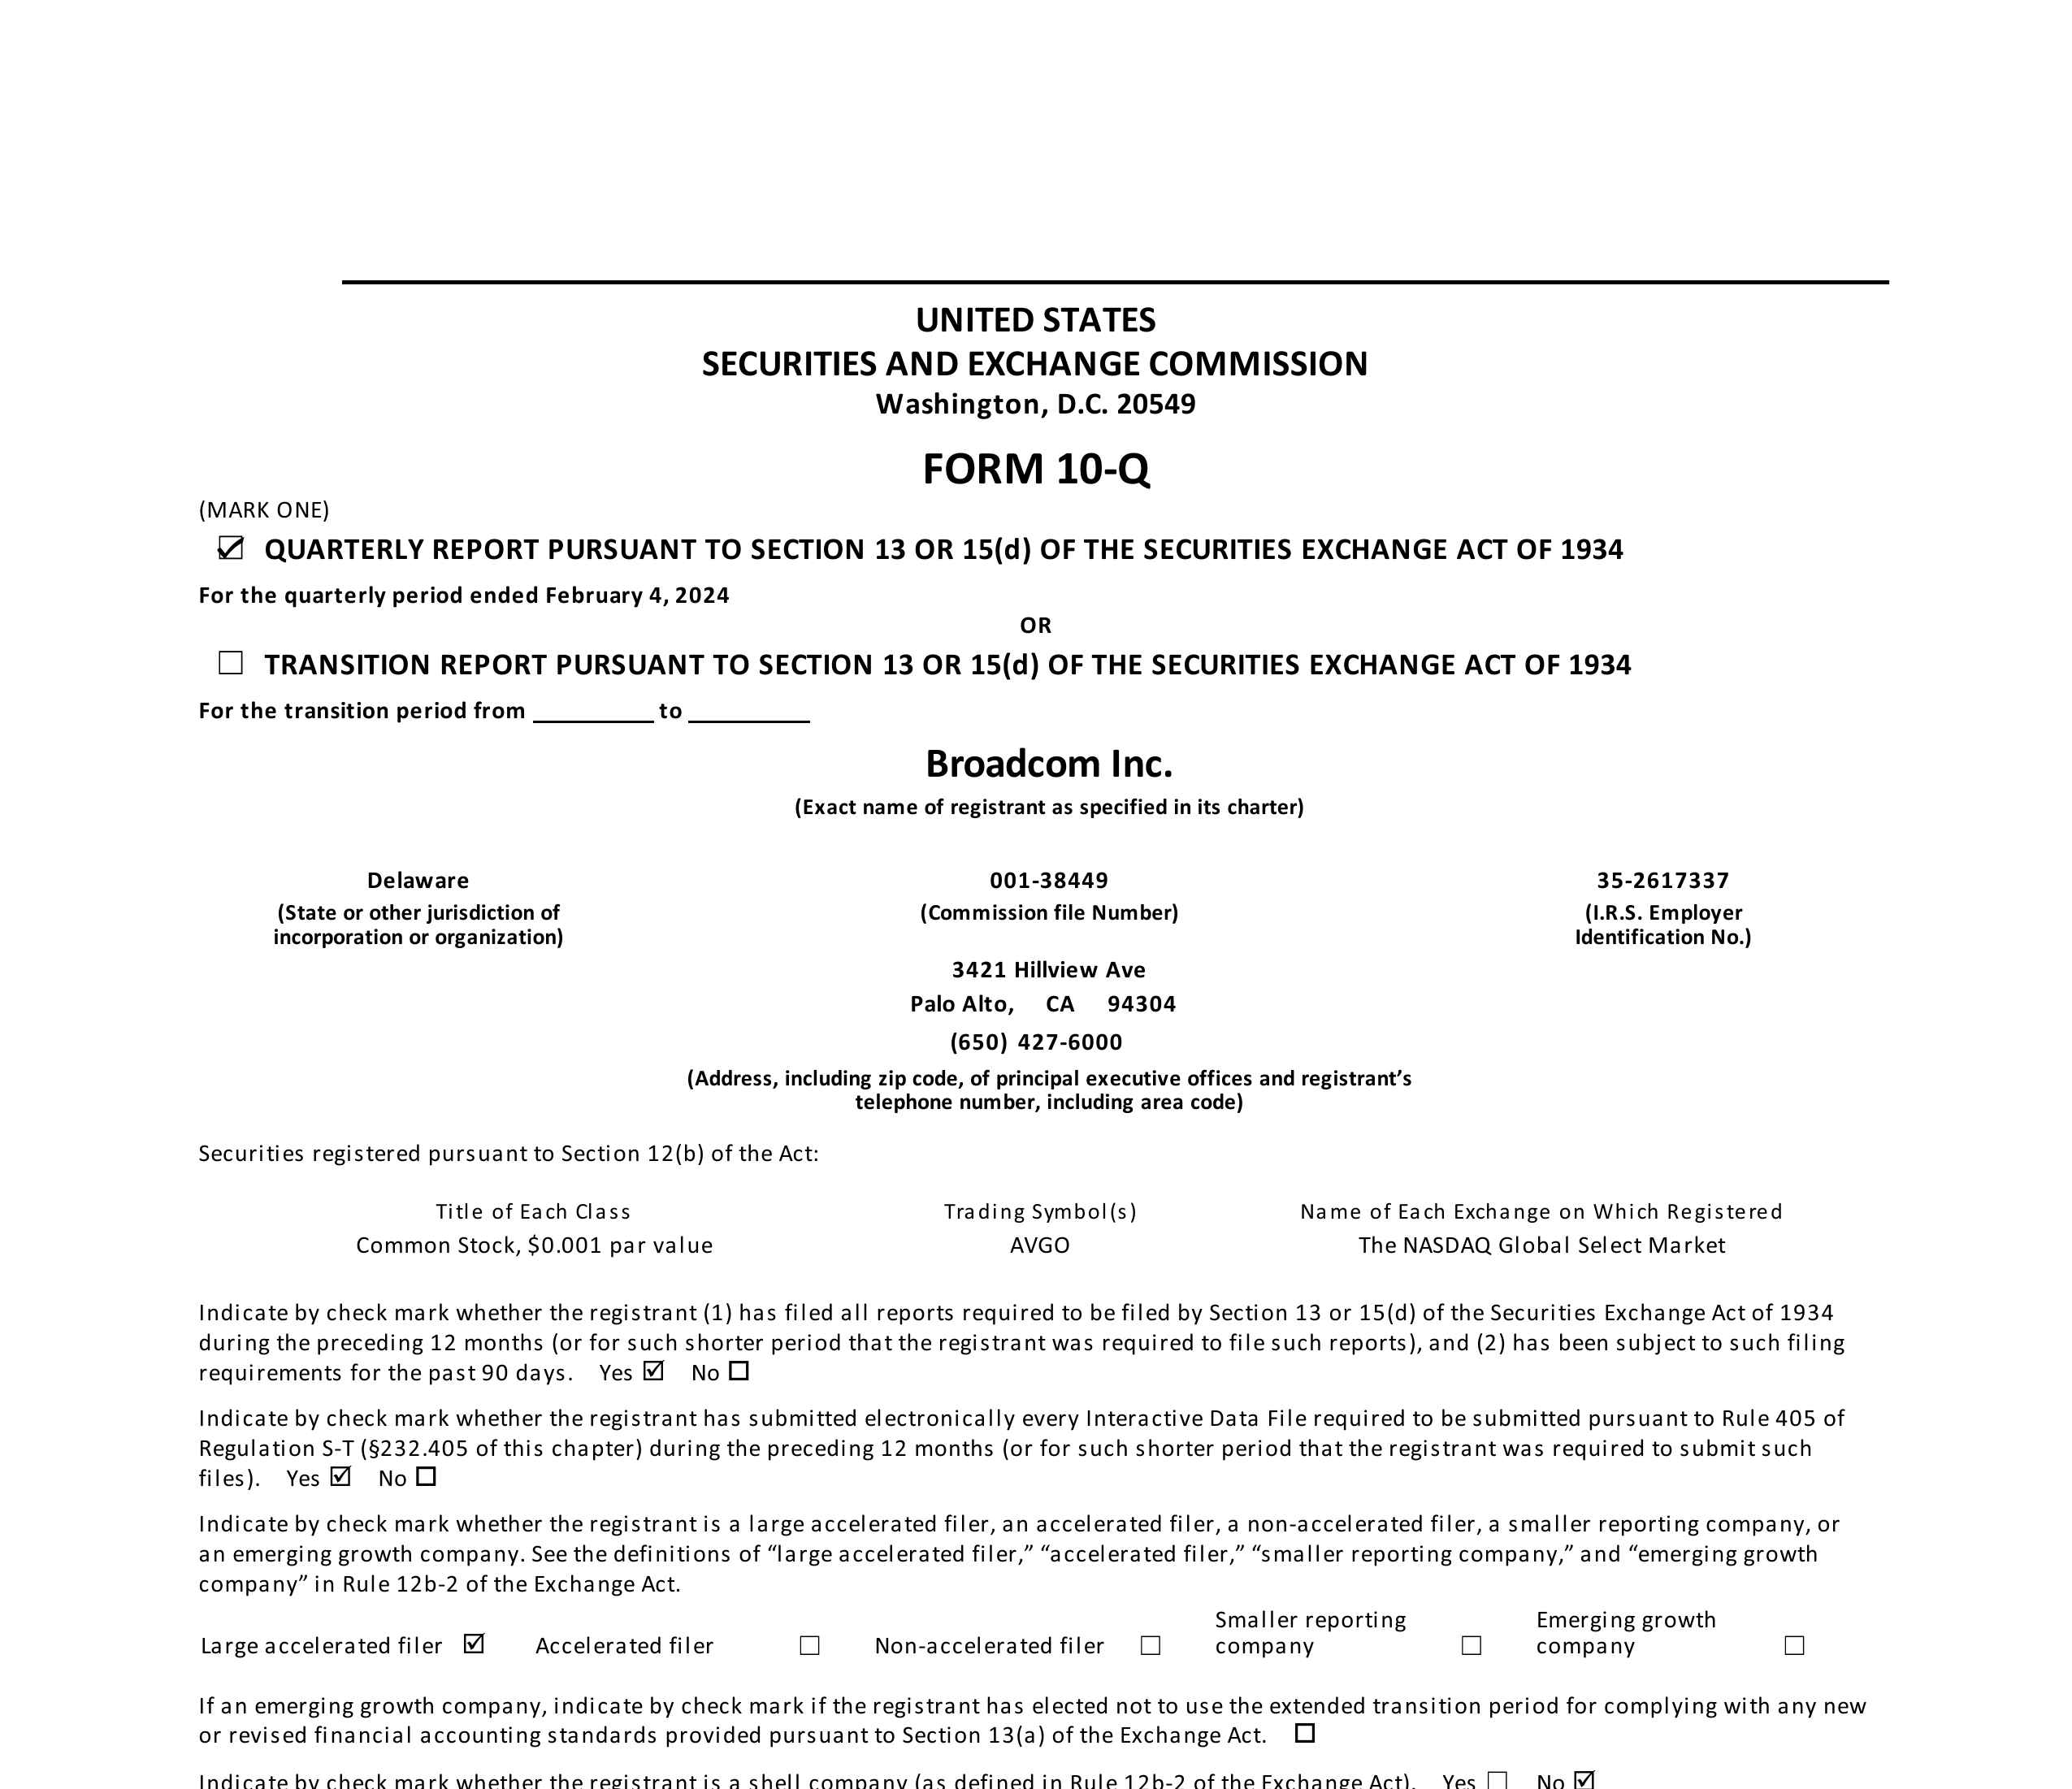 UNITED STATES
SECURITIES AND EXCHANGE COMMISSION
Washington, D.C. 20549
FORM 10-Q
(MARK ONE)
☑ QUARTERLY REPORT PURSUANT TO SECTION 13 OR 15(d) OF THE SECURITIES EXCHANGE ACT OF 1934
For the quarterly period ended February 4, 2024
OR
☐ TRANSITION REPORT PURSUANT TO SECTION 13 OR 15(d) OF THE SECURITIES EXCHANGE ACT OF 1934
For the transition period from __________ to __________
Broadcom Inc.
(Exact name of registrant as specified in its charter)
Delaware 001-38449 35-2617337
(State or other jurisdiction of (Commission file Number) (I.R.S. Employer
incorporation or organization) Identification No.)
3421 Hillview Ave
Palo Alto, CA 94304
(650) 427-6000
(Address, including zip code, of principal executive offices and registrant’s
telephone number, including area code)
Securities registered pursuant to Section 12(b) of the Act:
Title of Each Class Trading Symbol(s) Name of Each Exchange on Which Registered
Common Stock, $0.001 par value AVGO The NASDAQ Global Select Market
Indicate by check mark whether the registrant (1) has filed all reports required to be filed by Section 13 or 15(d) of the Securities Exchange Act of 1934
during the preceding 12 months (or for such shorter period that the registrant was required to file such reports), and (2) has been subject to such filing
requirements for the past 90 days. Yes ☑ No ☐
Indicate by check mark whether the registrant has submitted electronically every Interactive Data File required to be submitted pursuant to Rule 405 of
Regulation S-T (§232.405 of this chapter) during the preceding 12 months (or for such shorter period that the registrant was required to submit such
files). Yes ☑ No ☐
Indicate by check mark whether the registrant is a large accelerated filer, an accelerated filer, a non-accelerated filer, a smaller reporting company, or
an emerging growth company. See the definitions of “large accelerated filer,” “accelerated filer,” “smaller reporting company,” and “emerging growth
company” in Rule 12b-2 of the Exchange Act.
Smaller reporting Emerging growth
Large accelerated filer ☑ Accelerated filer ☐ Non-accelerated filer ☐ company ☐ company ☐
If an emerging growth company, indicate by check mark if the registrant has elected not to use the extended transition period for complying with any new
or revised financial accounting standards provided pursuant to Section 13(a) of the Exchange Act. ☐
Indicate by check mark whether the registrant is a shell company (as defined in Rule 12b-2 of the Exchange Act). Yes ☐ No ☑